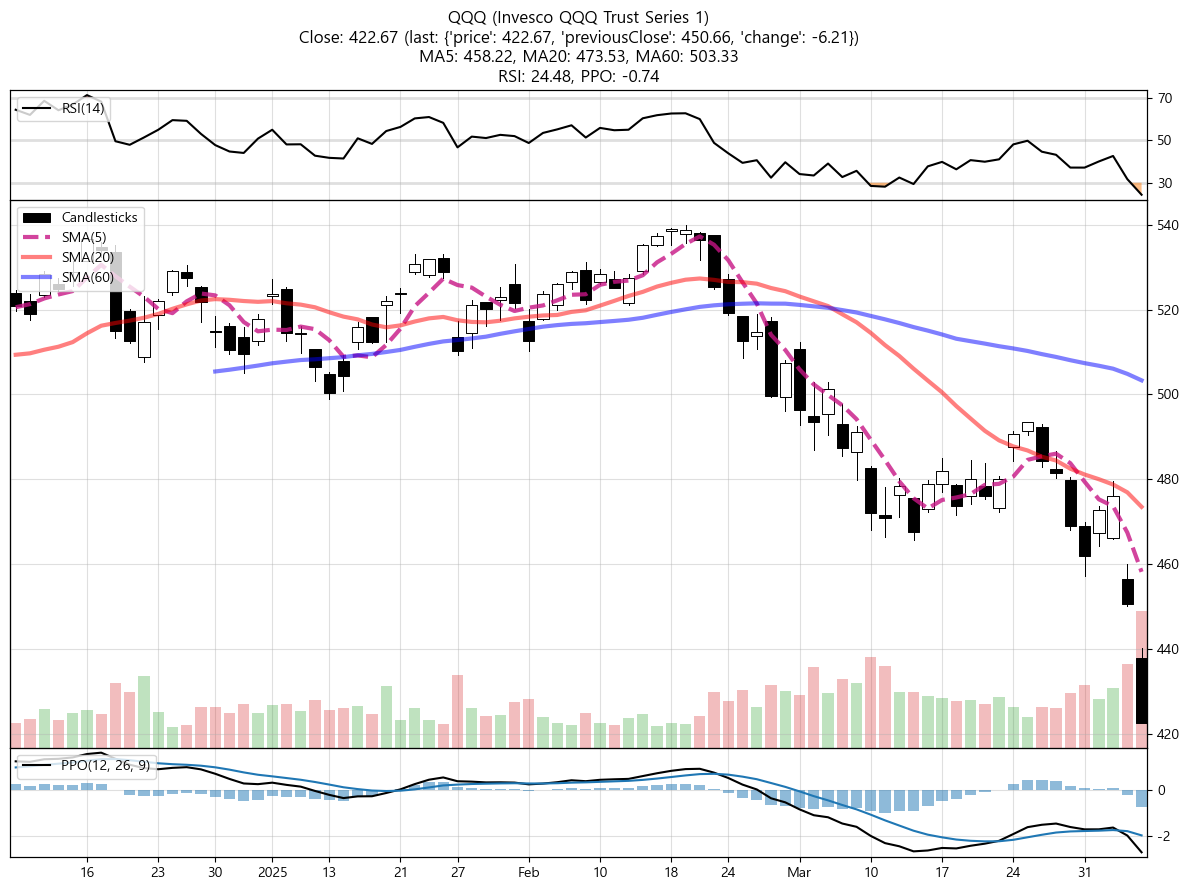 QQQ (Invesco QQQ Trust Series 1)
Close: 422.67 (last: {'price': 422.67, 'previousClose': 450.66, 'change': -6.21})
MA5: 458.22, MA20: 473.53, MA60: 503.33
RSI: 24.48, PPO: -0.74
RSI(14)
70
50
30
Candlesticks
SMA(5)
SMA(20)
SMA(60)
540
520
500
480
460
440
420
PPO(12, 26, 9)
0
-2
16 23 30 2025 13 21 27 Feb 10 18 24 Mar 10 17 24 31